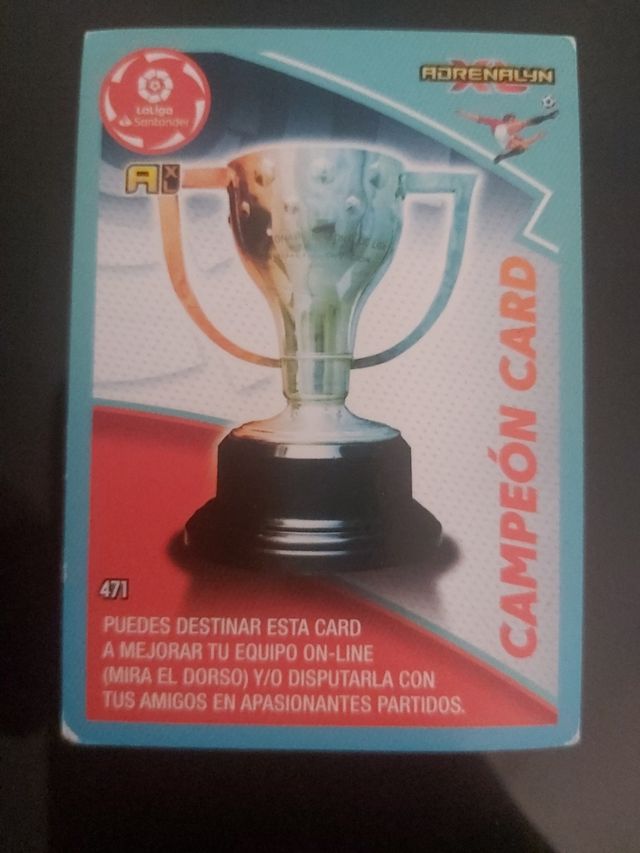 LaLiga
Santander
ADRENALYN
XL
A XL
CAMPEÓN CARD
471
PUEDES DESTINAR ESTA CARD
A MEJORAR TU EQUIPO ON-LINE
(MIRA EL DORSO) Y/O DISPUTARLA CON
TUS AMIGOS EN APASIONANTES PARTIDOS.